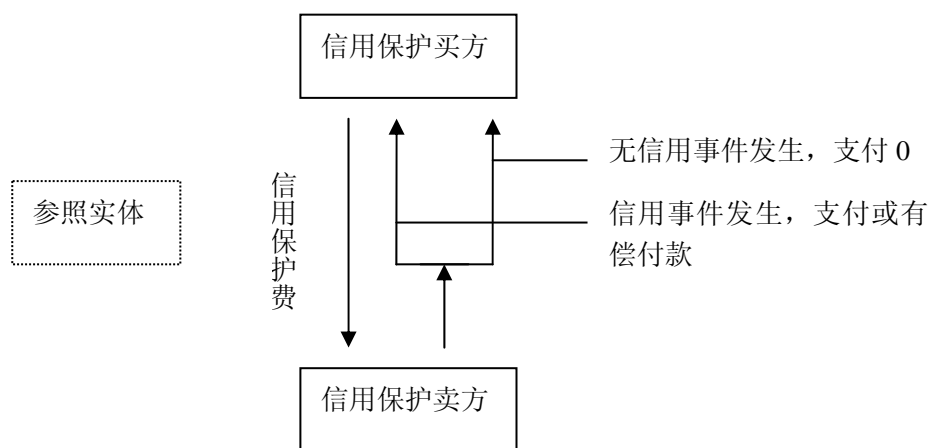 信用保护买方
无信用事件发生，支付 0
参照实体
信用保护费
信用事件发生，支付或有
偿付款
信用保护卖方